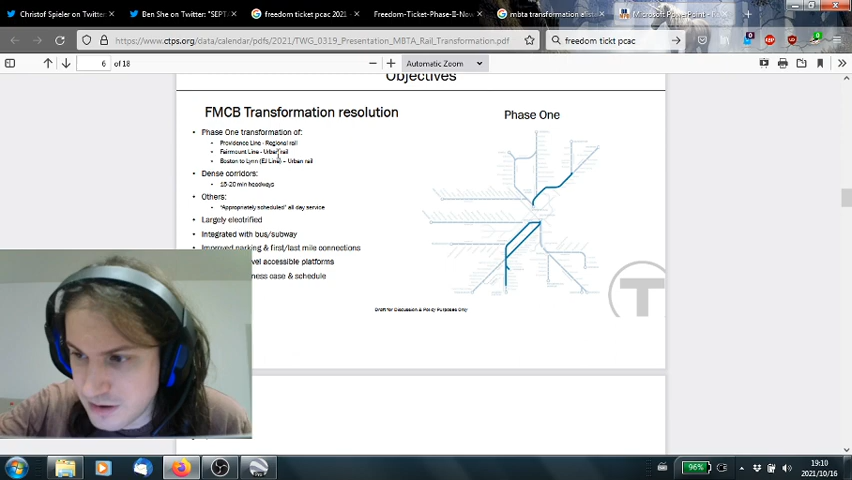 Christof Spieler on Twitter
Ben She on Twitter: "SEPT
freedom ticket pcac 2021
Freedom-Ticket-Phase-II-Now
mbta transformation alist
Microsoft PowerPoint - F
https://www.ctps.org/data/calendar/pdfs/2021/TWG_0319_Presentation_MBTA_Rail_Transformation.pdf
freedom tickt pcac
6 of 18
Automatic Zoom
Objectives
FMCB Transformation resolution
Phase One
• Phase One transformation of:
• Providence Line - Regional rail
• Fairmount Line - Urban rail
• Boston to Lynn (EJ Line) – Urban rail
• Dense corridors:
• 15-20 min headways
• Others:
• "Appropriately scheduled" all day service
• Largely electrified
• Integrated with bus/subway
Improved parking & first/last mile connections
vel accessible platforms
ness case & schedule
T
Draft for Discussion & Policy Purposes Only
96%
19:10
2021/10/16